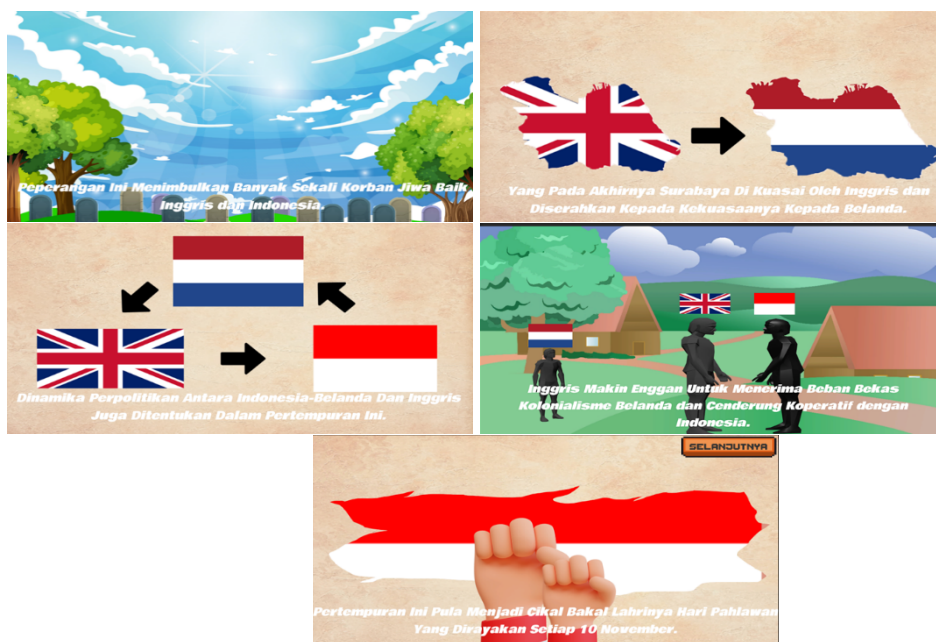 Peperangan Ini Menimbulkan Banyak Sekali Korban Jiwa Baik
Inggris dan Indonesia.
Yang Pada Akhirnya Surabaya Di Kuasai Oleh Inggris dan
Diserahkan Kepada Kekuasaanya Kepada Belanda.
Dinamika Perpolitikan Antara Indonesia-Belanda Dan Inggris
Juga Ditentukan Dalam Pertempuran Ini.
Inggris Makin Enggan Untuk Menerima Beban Bekas
Kolonialisme Belanda dan Cenderung Koperatif dengan
Indonesia.
SELANJUTNYA
Pertempuran Ini Pula Menjadi Cikal Bakal Lahrinya Hari Pahlawan
Yang Dirayakan Setiap 10 November.